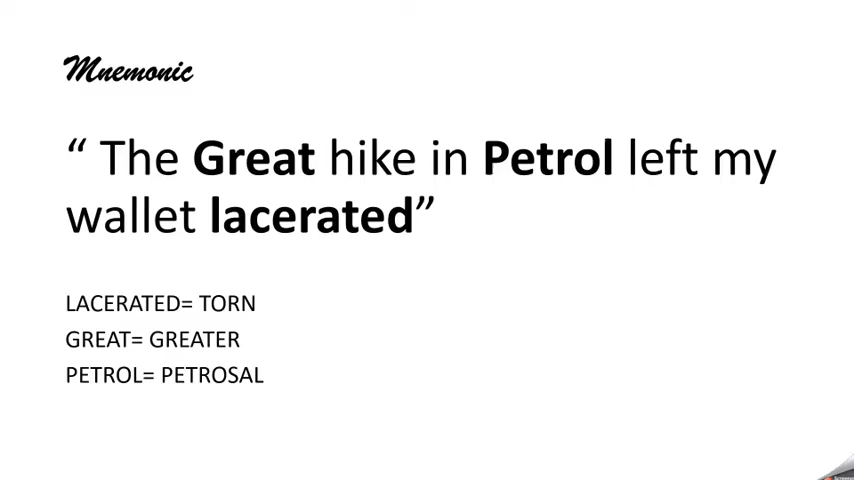 Mnemonic
“ The Great hike in Petrol left my
wallet lacerated”
LACERATED= TORN
GREAT= GREATER
PETROL= PETROSAL